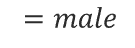 = male